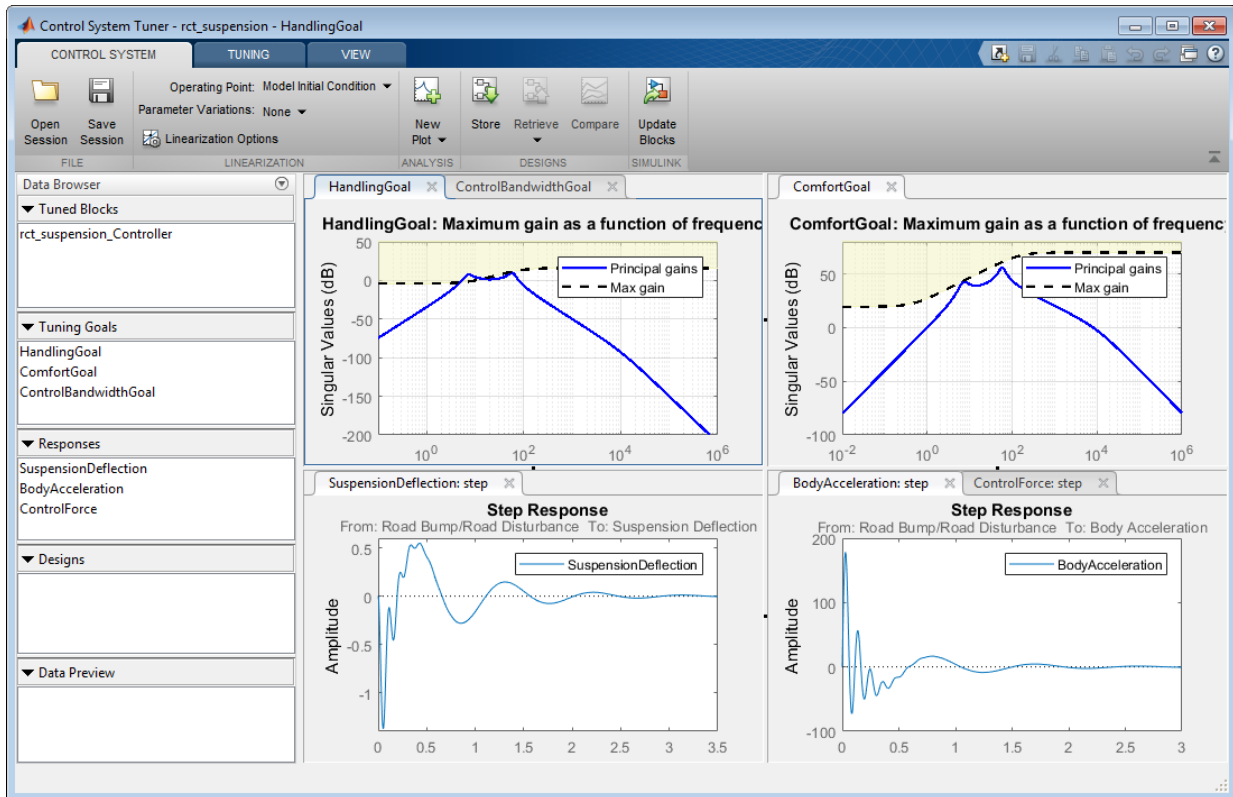 Control System Tuner - rct_suspension - HandlingGoal
CONTROL SYSTEM TUNING VIEW
Operating Point: Model Initial Condition
Parameter Variations: None
Linearization Options
Open Session
Save Session
New Plot
Store
Retrieve
Compare
Update Blocks
FILE LINEARIZATION ANALYSIS DESIGNS SIMULINK
Data Browser
Tuned Blocks
rct_suspension_Controller
Tuning Goals
HandlingGoal
ComfortGoal
ControlBandwidthGoal
Responses
SuspensionDeflection
BodyAcceleration
ControlForce
Designs
Data Preview
HandlingGoal ControlBandwidthGoal
HandlingGoal: Maximum gain as a function of frequenc
Singular Values (dB)
50
0
-50
-100
-150
-200
Principal gains
Max gain
10^0 10^2 10^4 10^6
ComfortGoal
ComfortGoal: Maximum gain as a function of frequenc
Singular Values (dB)
50
0
-50
-100
Principal gains
Max gain
10^-2 10^0 10^2 10^4 10^6
SuspensionDeflection: step
Step Response
From: Road Bump/Road Disturbance To: Suspension Deflection
Amplitude
0.5
0
-0.5
-1
SuspensionDeflection
0 0.5 1 1.5 2 2.5 3 3.5
BodyAcceleration: step ControlForce: step
Step Response
From: Road Bump/Road Disturbance To: Body Acceleration
Amplitude
200
100
0
-100
BodyAcceleration
0 0.5 1 1.5 2 2.5 3